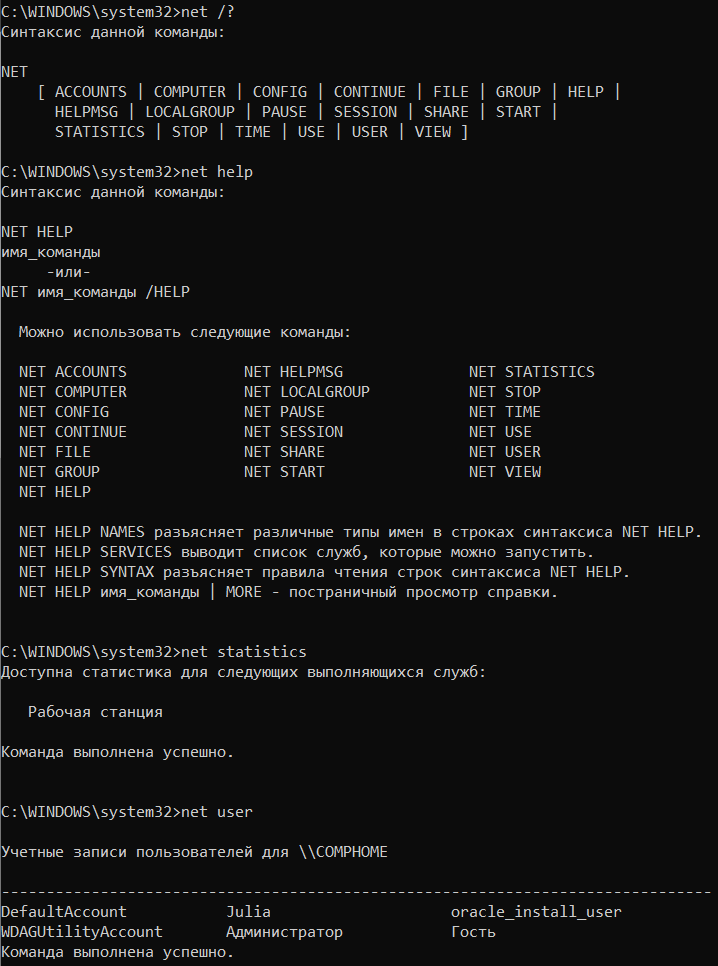 C:\WINDOWS\system32>net /?
Синтаксис данной команды:
NET
[ ACCOUNTS | COMPUTER | CONFIG | CONTINUE | FILE | GROUP | HELP |
HELPMSG | LOCALGROUP | PAUSE | SESSION | SHARE | START |
STATISTICS | STOP | TIME | USE | USER | VIEW ]
C:\WINDOWS\system32>net help
Синтаксис данной команды:
NET HELP
имя_команды
-или-
NET имя_команды /HELP
Можно использовать следующие команды:
NET ACCOUNTS NET HELPMSG NET STATISTICS
NET COMPUTER NET LOCALGROUP NET STOP
NET CONFIG NET PAUSE NET TIME
NET CONTINUE NET SESSION NET USE
NET FILE NET SHARE NET USER
NET GROUP NET START NET VIEW
NET HELP
NET HELP NAMES разъясняет различные типы имен в строках синтаксиса NET HELP.
NET HELP SERVICES выводит список служб, которые можно запустить.
NET HELP SYNTAX разъясняет правила чтения строк синтаксиса NET HELP.
NET HELP имя_команды | MORE - постраничный просмотр справки.
C:\WINDOWS\system32>net statistics
Доступна статистика для следующих выполняющихся служб:
Рабочая станция
Команда выполнена успешно.
C:\WINDOWS\system32>net user
Учетные записи пользователей для \\COMPHOME
-------------------------------------------------------------------------------
DefaultAccount Julia oracle_install_user
WDAGUtilityAccount Администратор Гость
Команда выполнена успешно.